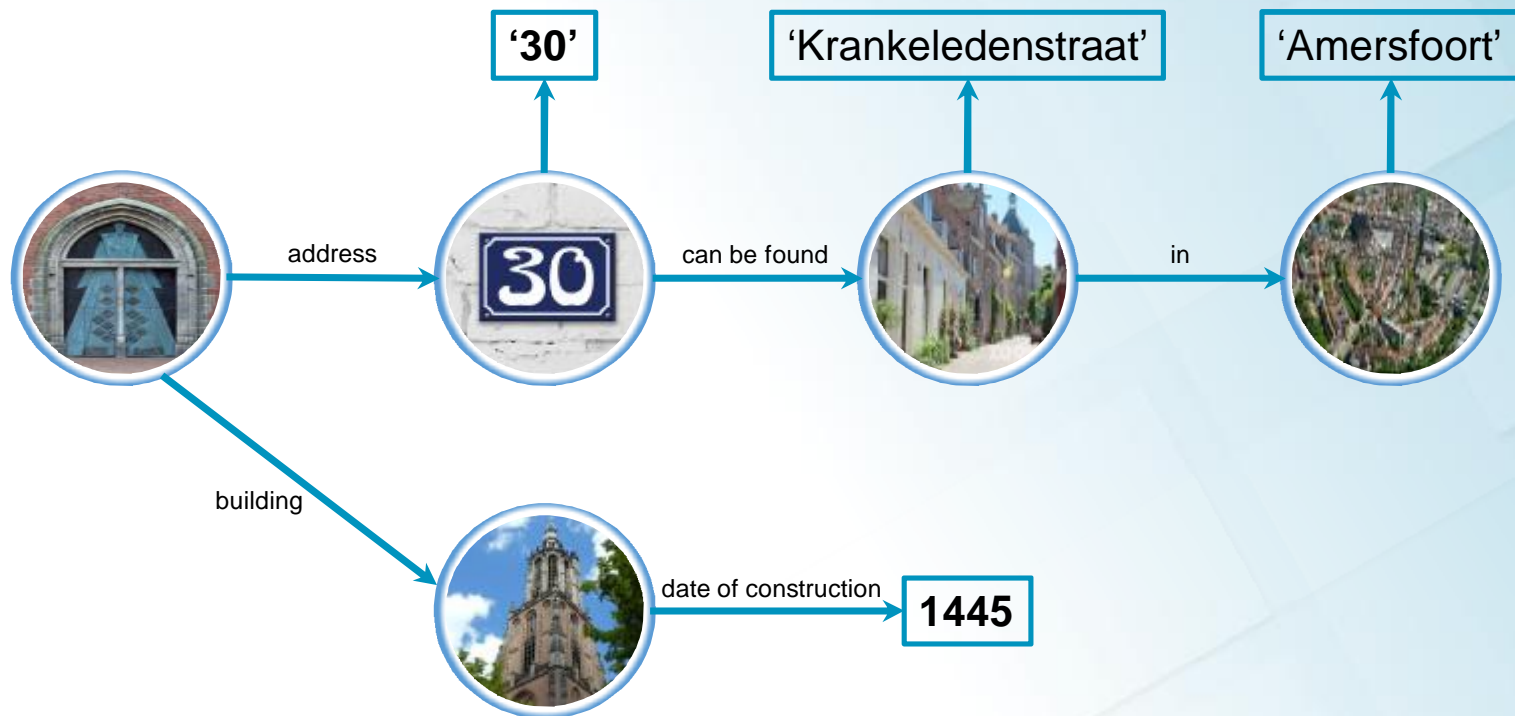 ‘30’
‘Krankeledenstraat’
‘Amersfoort’
address
30
can be found
in
building
date of construction
1445